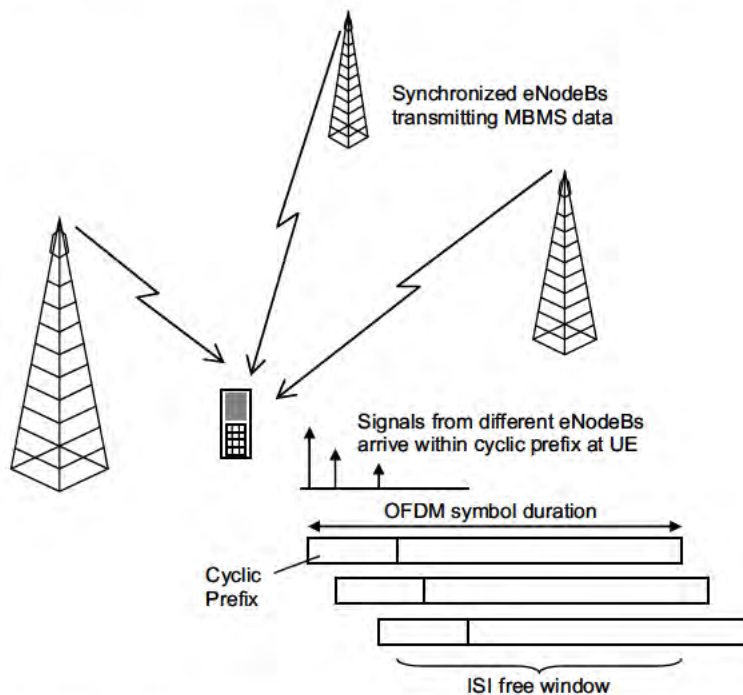 Synchronized eNodeBs
transmitting MBMS data
Signals from different eNodeBs
arrive within cyclic prefix at UE
OFDM symbol duration
Cyclic
Prefix
ISI free window